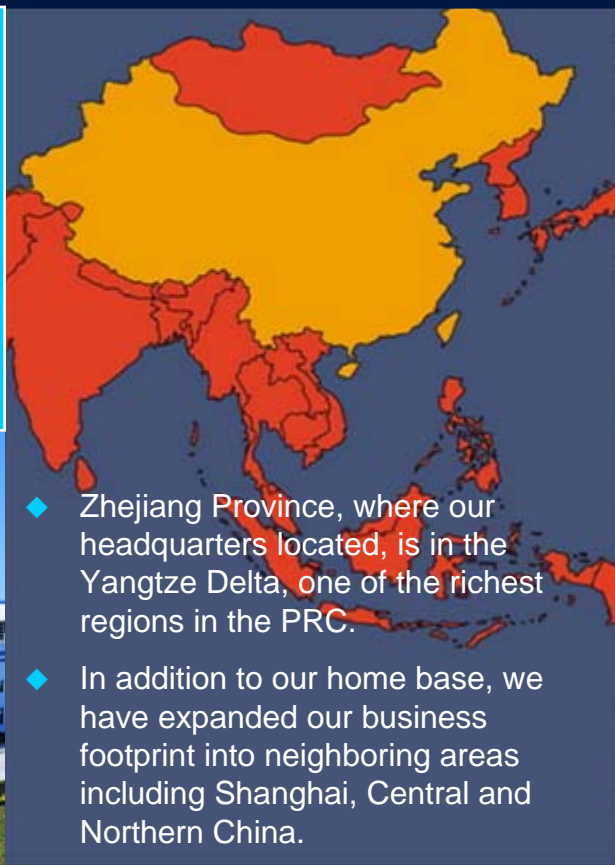 Zhejiang Province, where our
headquarters located, is in the
Yangtze Delta, one of the richest
regions in the PRC.
In addition to our home base, we
have expanded our business
footprint into neighboring areas
including Shanghai, Central and
Northern China.